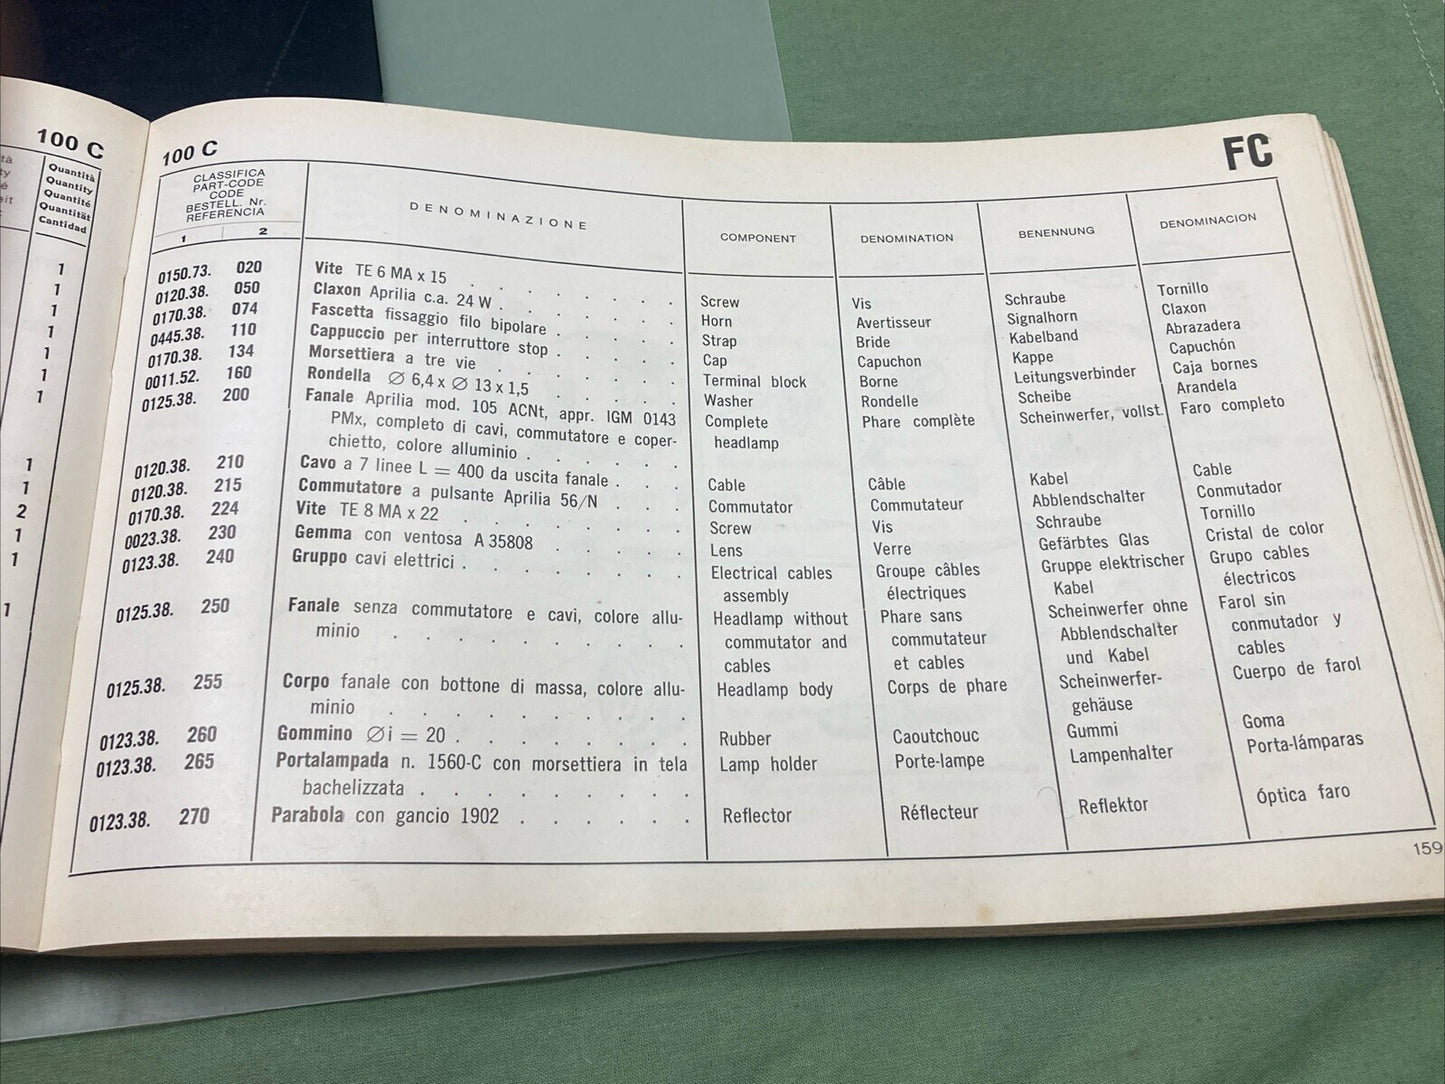 100 C
Quantità
Quantity
Quantité
Quantität
Cantidad
1
1
1
1
1
1
1
1
1
2
1
1
1
100 C
FC
CLASSIFICA
PART-CODE
CODE
BESTELL. Nr.
REFERENCIA
1 2
DENOMINAZIONE
COMPONENT
DENOMINATION
BENENNUNG
DENOMINACION
0150.73. 020 Vite TE 6 MA x 15 . . . . . . . Screw Vis Schraube Tornillo
0120.38. 050 Claxon Aprilia c.a. 24 W . . . . . . Horn Avertisseur Signalhorn Claxon
0170.38. 074 Fascetta fissaggio filo bipolare . . . . . Strap Bride Kabelband Abrazadera
0445.38. 110 Cappuccio per interruttore stop . . . . . Cap Capuchon Kappe Capuchón
0170.38. 134 Morsettiera a tre vie . . . . . . Terminal block Borne Leitungsverbinder Caja bornes
0011.52. 160 Rondella Ø 6,4 x Ø 13 x 1,5 . . . . . Washer Rondelle Scheibe Arandela
0125.38. 200 Fanale Aprilia mod. 105 ACNt, appr. IGM 0143 Complete Phare complète Scheinwerfer, vollst. Faro completo
PMx, completo di cavi, commutatore e coper- headlamp
chietto, colore alluminio . . . . . .
0120.38. 210 Cavo a 7 linee L = 400 da uscita fanale . . . Cable Câble Kabel Cable
0120.38. 215 Commutatore a pulsante Aprilia 56/N . . . Commutator Commutateur Abblendschalter Conmutador
0170.38. 224 Vite TE 8 MA x 22 . . . . . . . Screw Vis Schraube Tornillo
0023.38. 230 Gemma con ventosa A 35808 . . . . . Lens Verre Gefärbtes Glas Cristal de color
0123.38. 240 Gruppo cavi elettrici . . . . . . . Electrical cables Groupe câbles Gruppe elektrischer Grupo cables
assembly électriques Kabel électricos
0125.38. 250 Fanale senza commutatore e cavi, colore allu- Headlamp without Phare sans Scheinwerfer ohne Farol sin
minio . . . . . . . . . commutator and commutateur Abblendschalter conmutador y
cables et cables und Kabel cables
0125.38. 255 Corpo fanale con bottone di massa, colore allu- Headlamp body Corps de phare Scheinwerfer- Cuerpo de farol
minio . . . . . . . . . gehäuse
0123.38. 260 Gommino Øi = 20 . . . . . . . Rubber Caoutchouc Gummi Goma
0123.38. 265 Portalampada n. 1560-C con morsettiera in tela Lamp holder Porte-lampe Lampenhalter Porta-lámparas
bachelizzata . . . . . . . .
0123.38. 270 Parabola con gancio 1902 . . . . . Reflector Réflecteur Reflektor Óptica faro
159